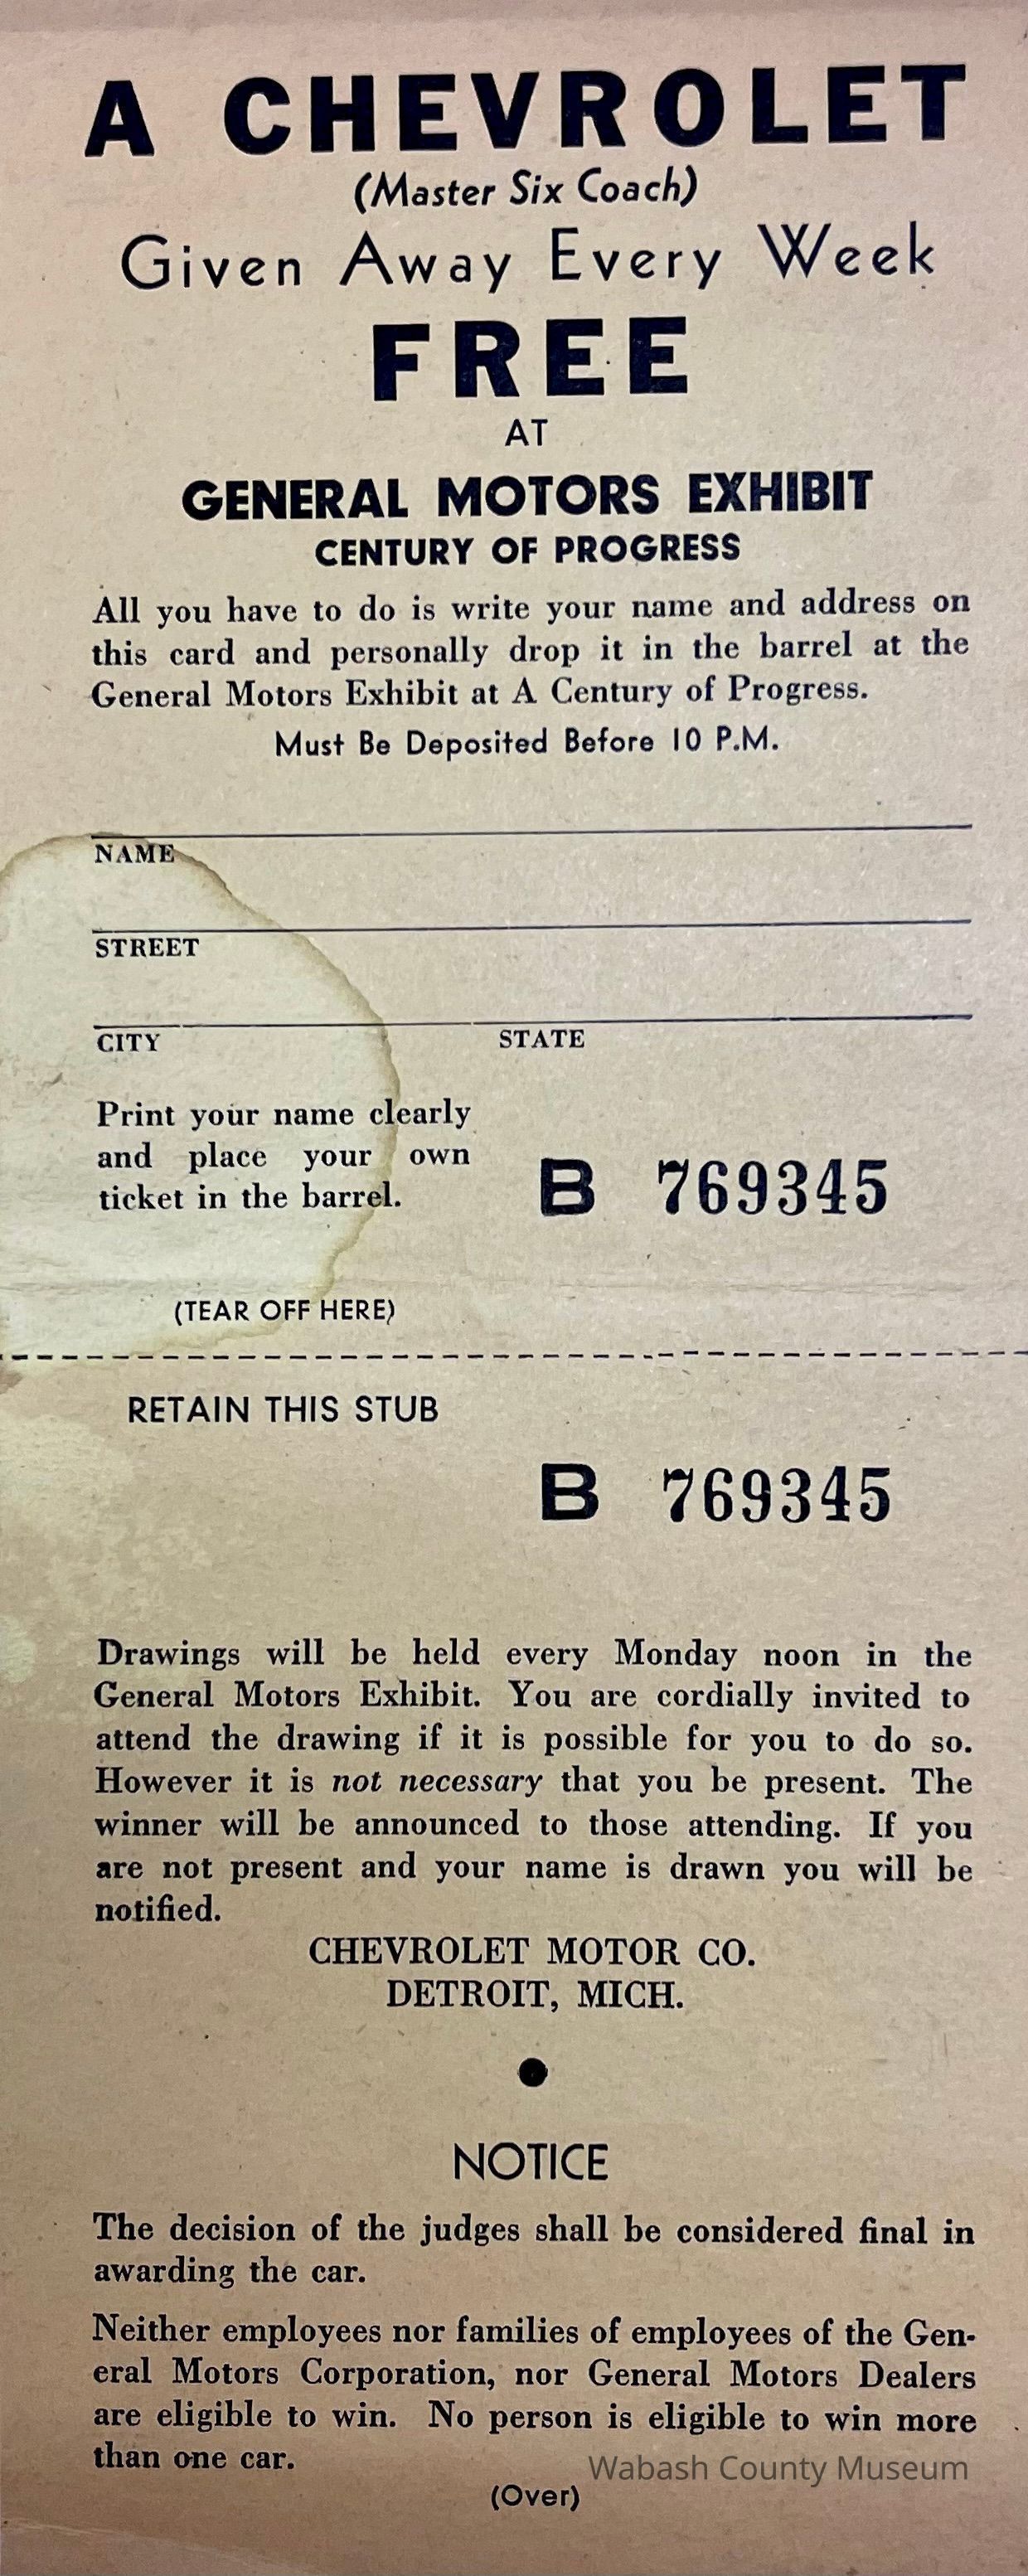 A CHEVROLET
(Master Six Coach)
Given Away Every Week
FREE
AT
GENERAL MOTORS EXHIBIT
CENTURY OF PROGRESS
All you have to do is write your name and address on
this card and personally drop it in the barrel at the
General Motors Exhibit at A Century of Progress.
Must Be Deposited Before 10 P.M.
NAME
STREET
CITY STATE
Print your name clearly
and place your own
ticket in the barrel.
B 769345
(TEAR OFF HERE)
RETAIN THIS STUB
B 769345
Drawings will be held every Monday noon in the
General Motors Exhibit. You are cordially invited to
attend the drawing if it is possible for you to do so.
However it is not necessary that you be present. The
winner will be announced to those attending. If you
are not present and your name is drawn you will be
notified.
CHEVROLET MOTOR CO.
DETROIT, MICH.
NOTICE
The decision of the judges shall be considered final in
awarding the car.
Neither employees nor families of employees of the Gen-
eral Motors Corporation, nor General Motors Dealers
are eligible to win. No person is eligible to win more
than one car.
Wabash County Museum
(Over)